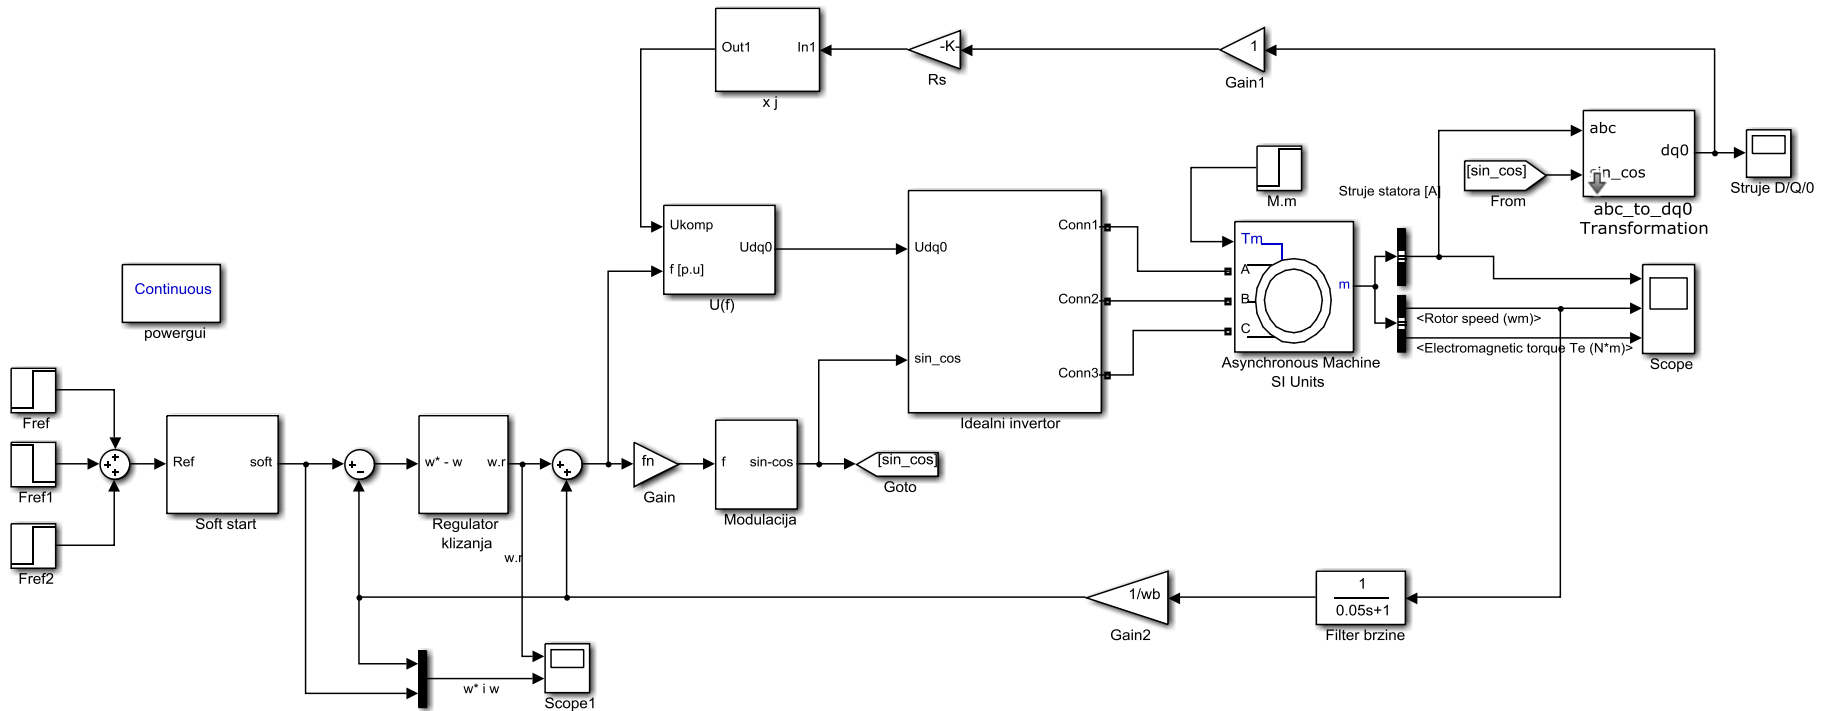 Out1
In1
x j
-K-
Rs
1
Gain1
abc
dq0
sin_cos
abc_to_dq0
Transformation
[sin_cos]
From
Struje D/Q/0
Struje statora [A]
M.m
Ukomp
f [p.u]
Udq0
U(f)
Udq0
sin_cos
Conn1
Conn2
Conn3
Idealni invertor
Tm
A
B
C
m
Asynchronous Machine
SI Units
<Rotor speed (wm)>
<Electromagnetic torque Te (N*m)>
Scope
Continuous
powergui
Fref
Fref1
Fref2
+
+
+
Ref
soft
Soft start
+
−
w* - w
w.r
Regulator
klizanja
w.r
+
+
fn
Gain
f
sin-cos
Modulacija
[sin_cos]
Goto
1/wb
Gain2
1
0.05s+1
Filter brzine
w* i w
Scope1